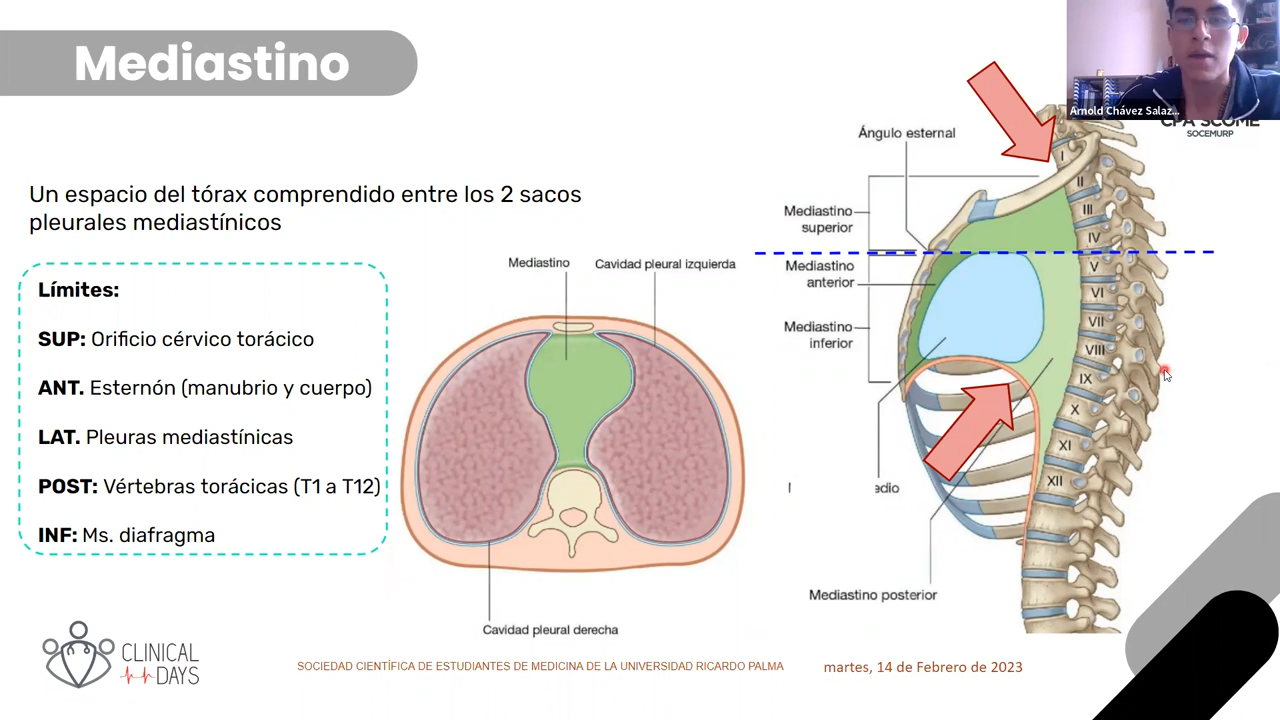 Mediastino
Arnold Chávez Salaz...
CPA SCOME
SOCEMURP
Un espacio del tórax comprendido entre los 2 sacos
pleurales mediastínicos
Límites:
SUP: Orificio cérvico torácico
ANT. Esternón (manubrio y cuerpo)
LAT. Pleuras mediastínicas
POST: Vértebras torácicas (T1 a T12)
INF: Ms. diafragma
Mediastino
Cavidad pleural izquierda
Cavidad pleural derecha
Ángulo esternal
Mediastino
superior
Mediastino
anterior
Mediastino
inferior
Mediastino posterior
I
II
III
IV
V
VI
VII
VIII
IX
X
XI
XII
CLINICAL
DAYS
SOCIEDAD CIENTÍFICA DE ESTUDIANTES DE MEDICINA DE LA UNIVERSIDAD RICARDO PALMA
martes, 14 de Febrero de 2023